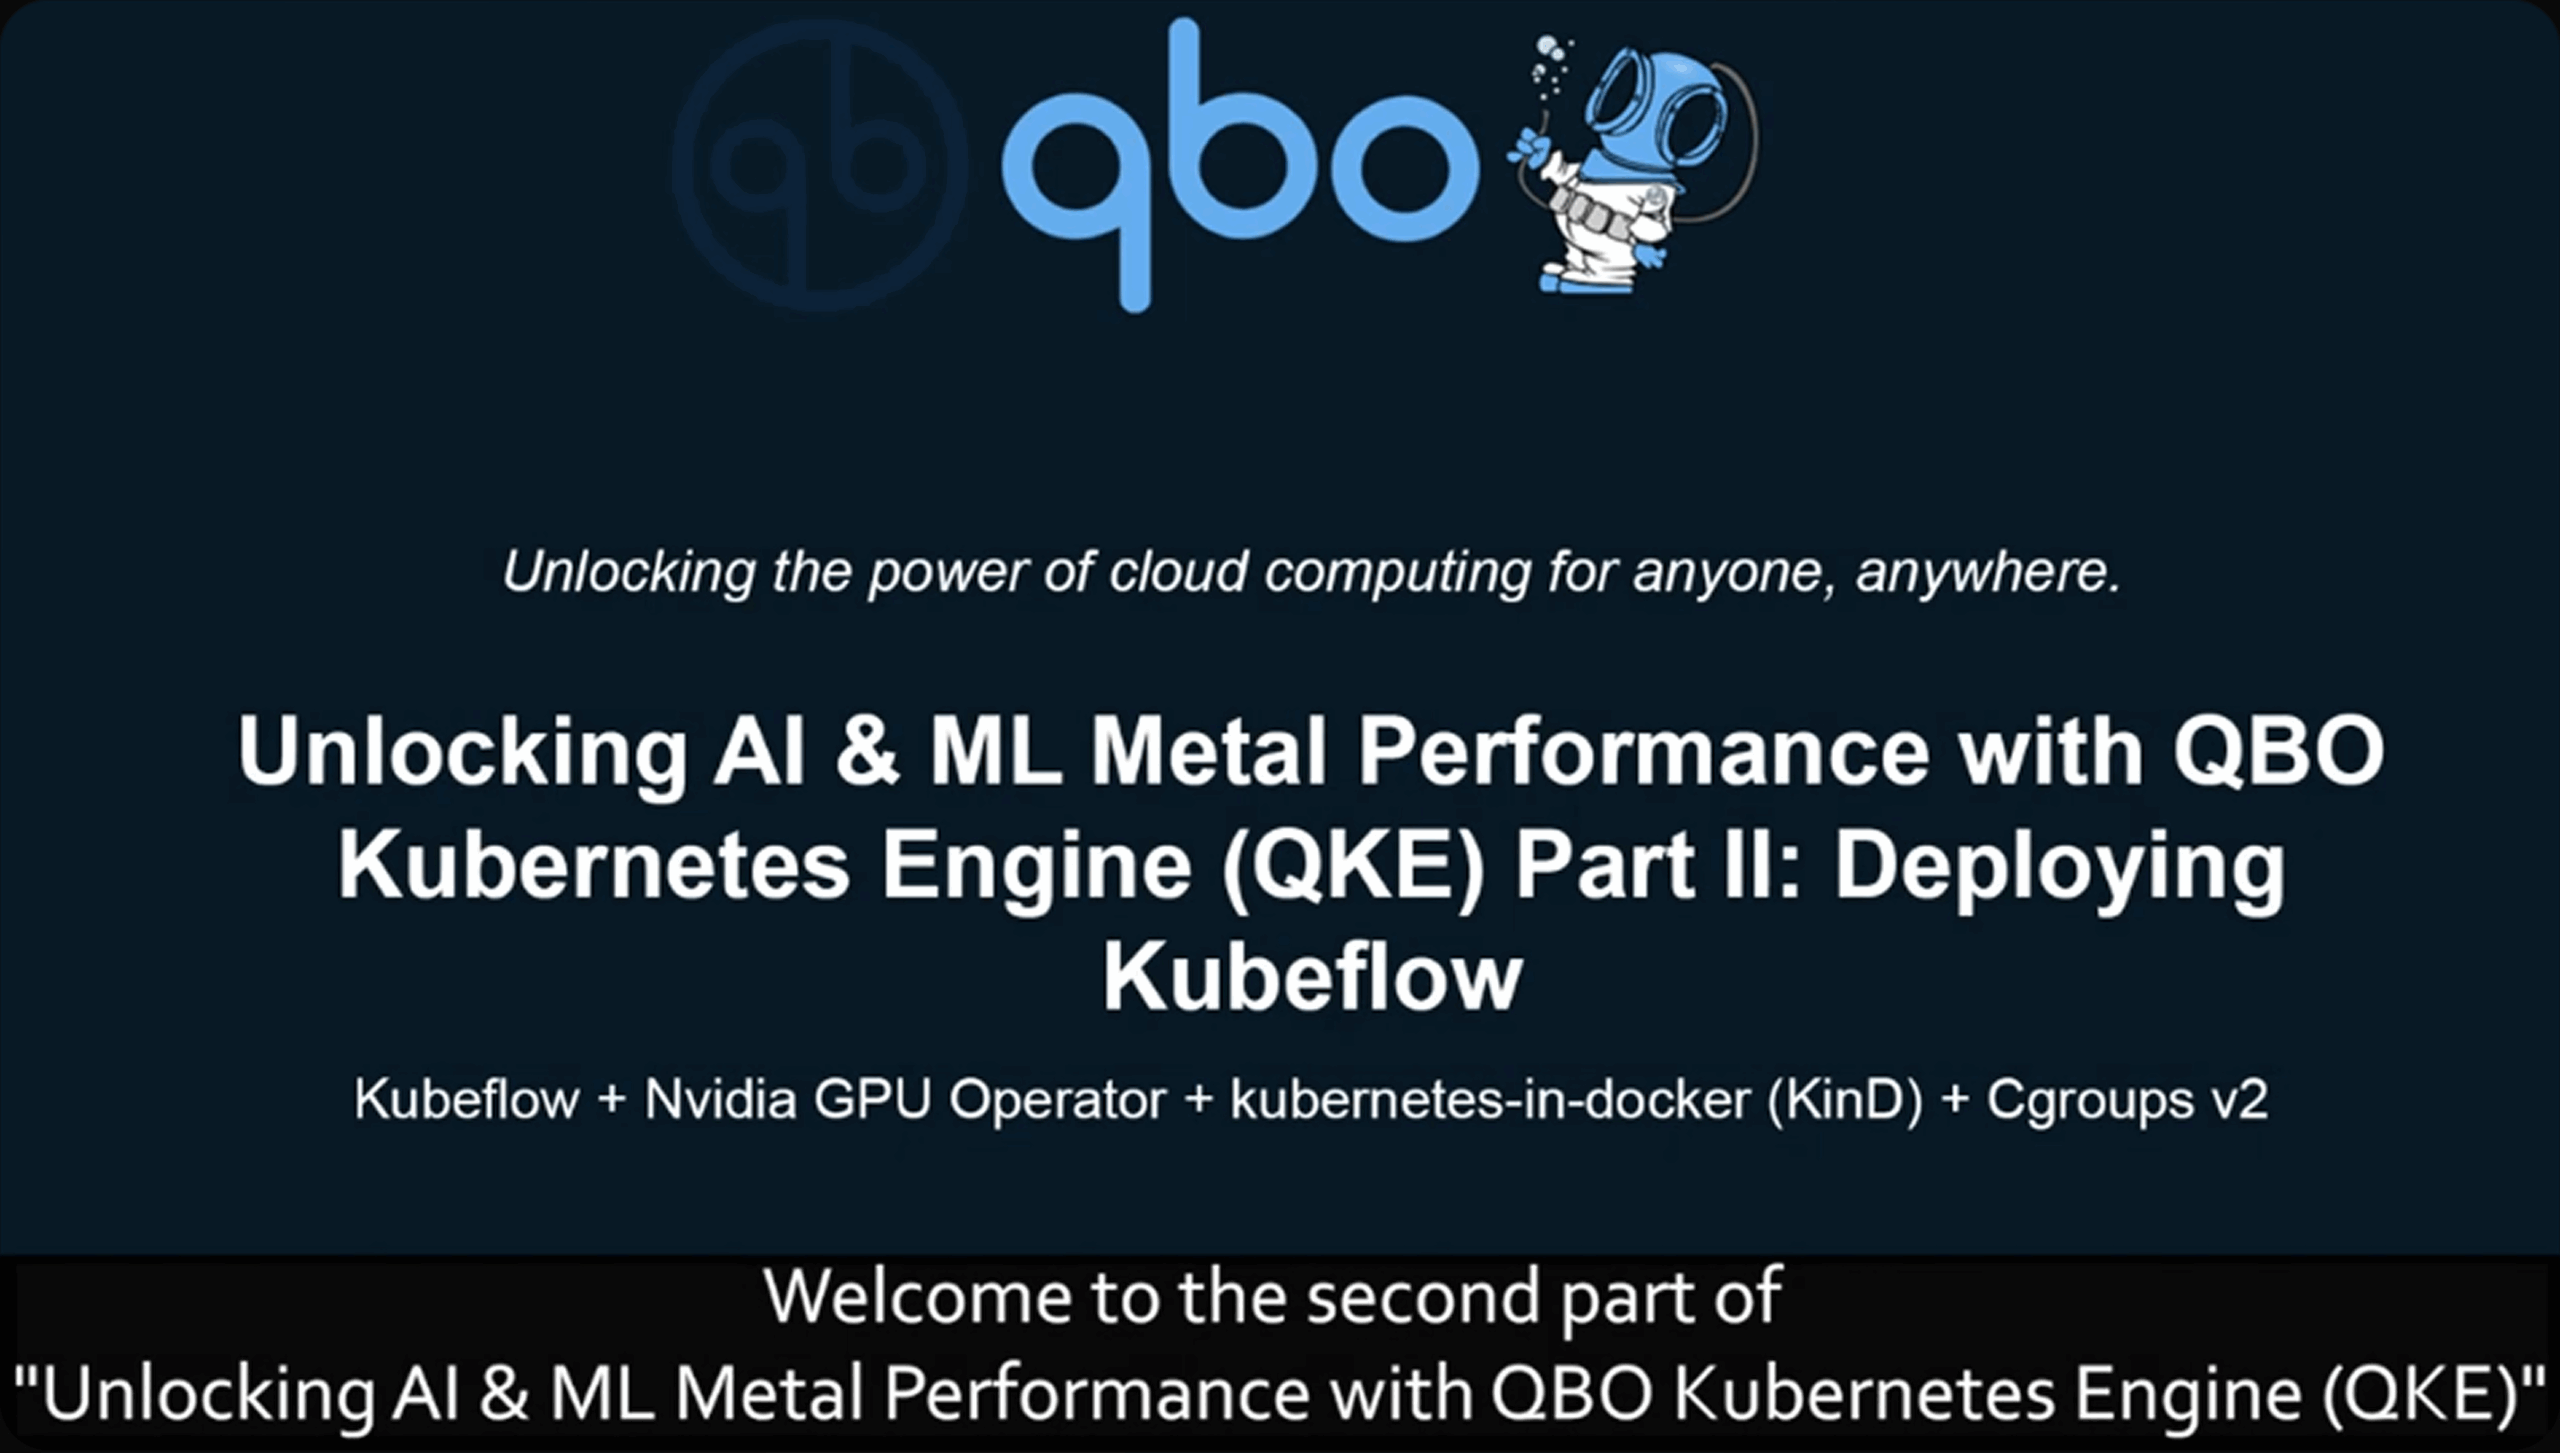 qb qbo
Unlocking the power of cloud computing for anyone, anywhere.
Unlocking AI & ML Metal Performance with QBO
Kubernetes Engine (QKE) Part II: Deploying
Kubeflow
Kubeflow + Nvidia GPU Operator + kubernetes-in-docker (KinD) + Cgroups v2
Welcome to the second part of
"Unlocking AI & ML Metal Performance with QBO Kubernetes Engine (QKE)"